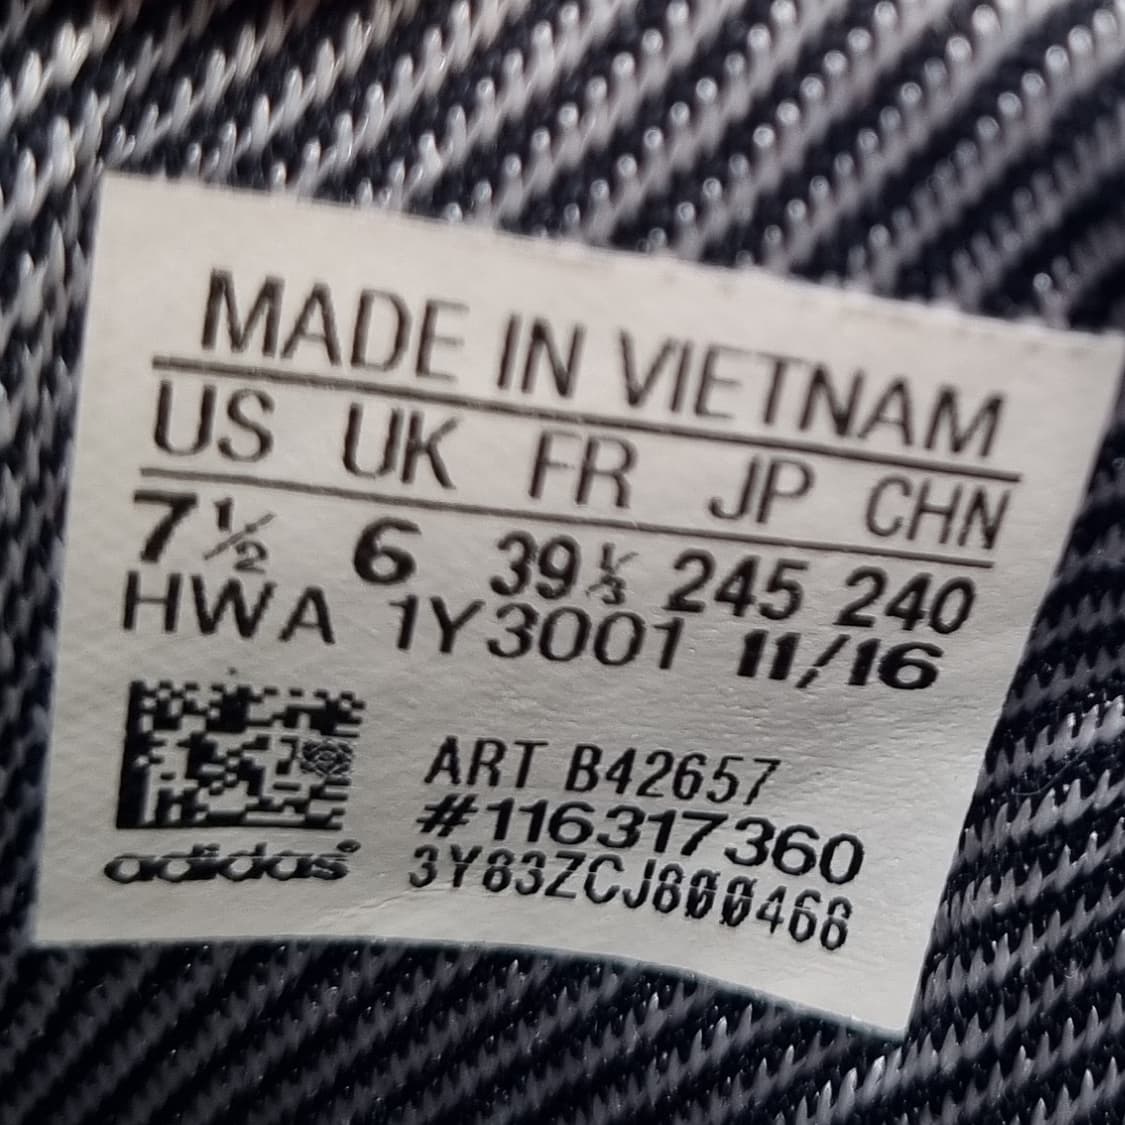 MADE IN VIETNAM
US UK FR JP CHN
7½ 6 39⅓ 245 240
HWA 1Y3001 11/16
ART B42657
#116317360
adidas® 3Y83ZCJ800468